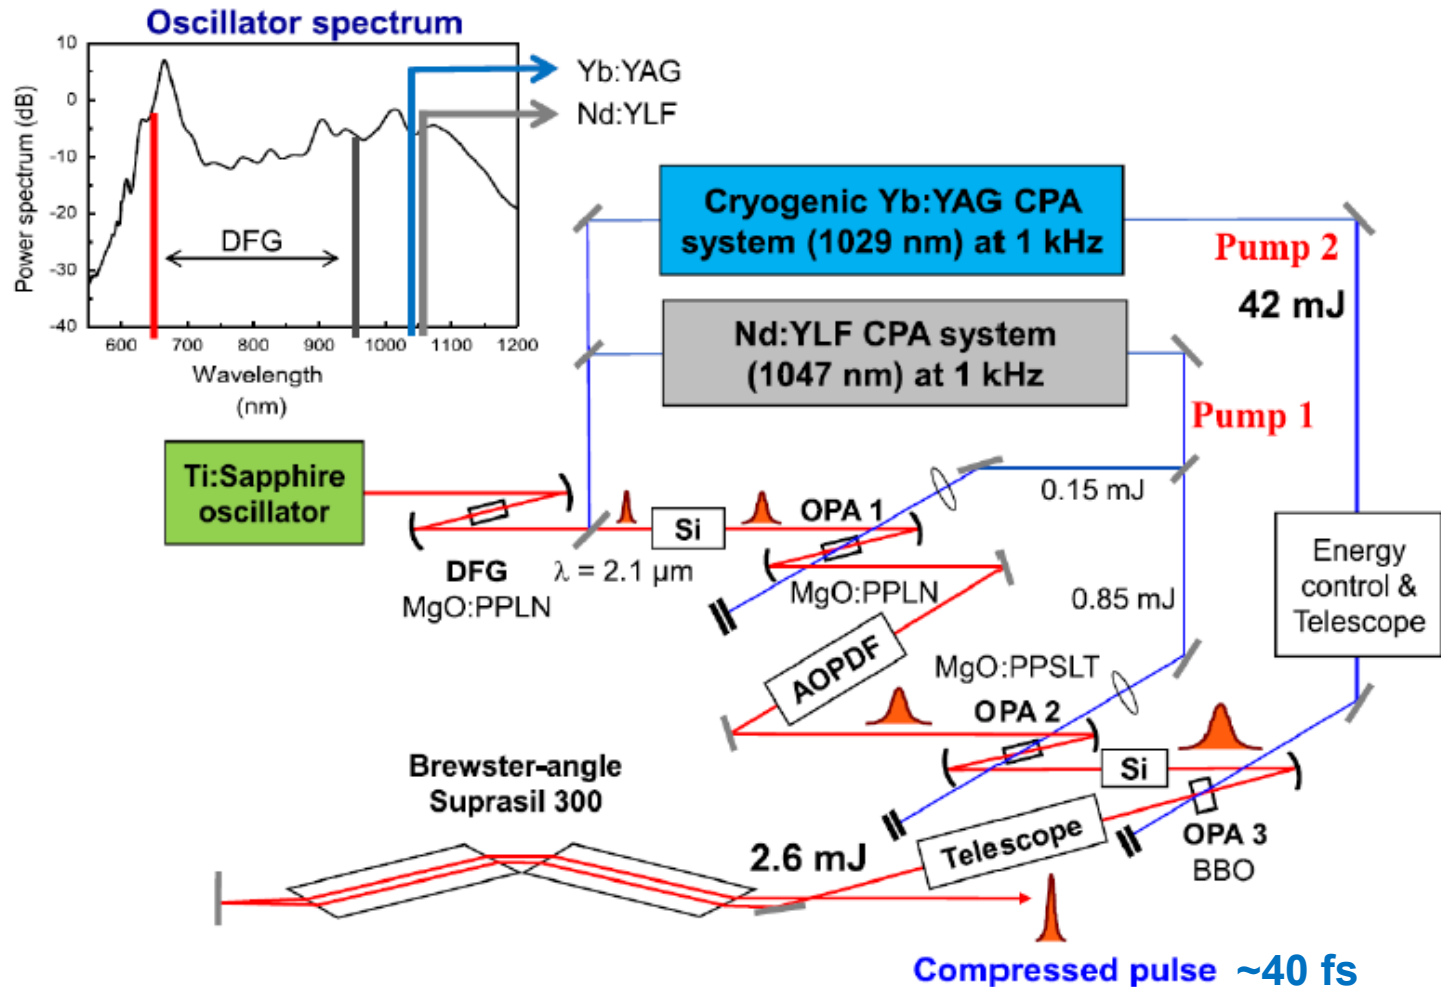 Oscillator spectrum
10
0
-10
-20
-30
-40
Power spectrum (dB)
DFG
600
700
800
900
1000
1100
1200
Wavelength
(nm)
Yb:YAG
Nd:YLF
Cryogenic Yb:YAG CPA
system (1029 nm) at 1 kHz
Pump 2
42 mJ
Nd:YLF CPA system
(1047 nm) at 1 kHz
Pump 1
Ti:Sapphire
oscillator
DFG
MgO:PPLN
λ = 2.1 µm
Si
OPA 1
MgO:PPLN
0.15 mJ
0.85 mJ
Energy
control &
Telescope
AOPDF
MgO:PPSLT
OPA 2
Si
OPA 3
BBO
Telescope
2.6 mJ
Brewster-angle
Suprasil 300
Compressed pulse ~40 fs